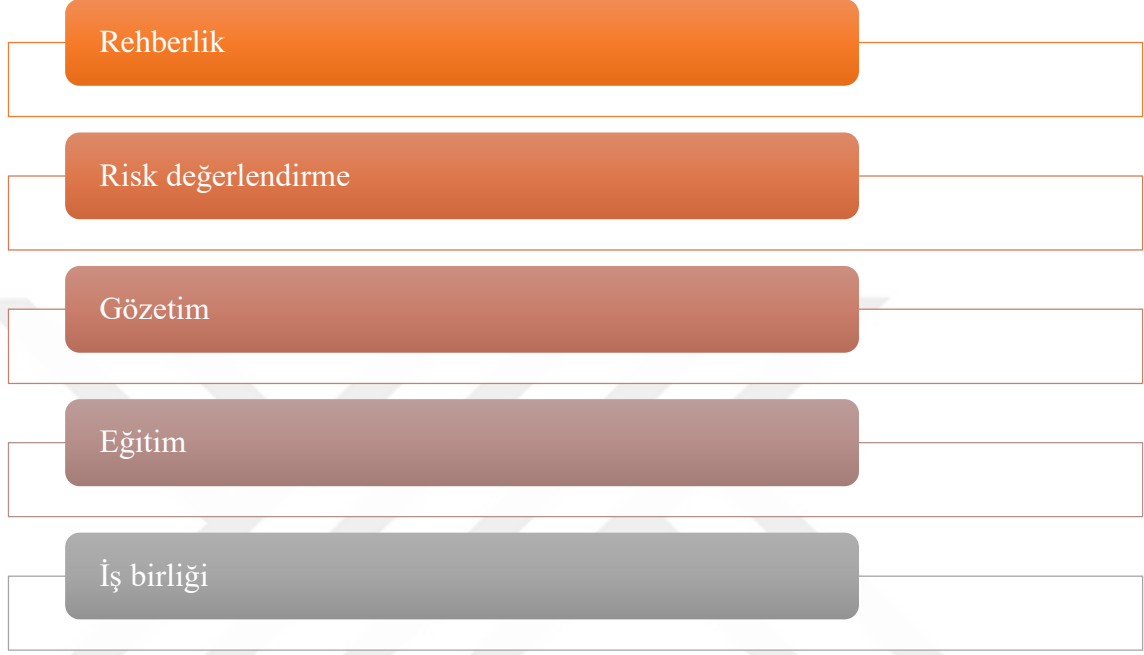 Rehberlik
Risk değerlendirme
Gözetim
Eğitim
İş birliği